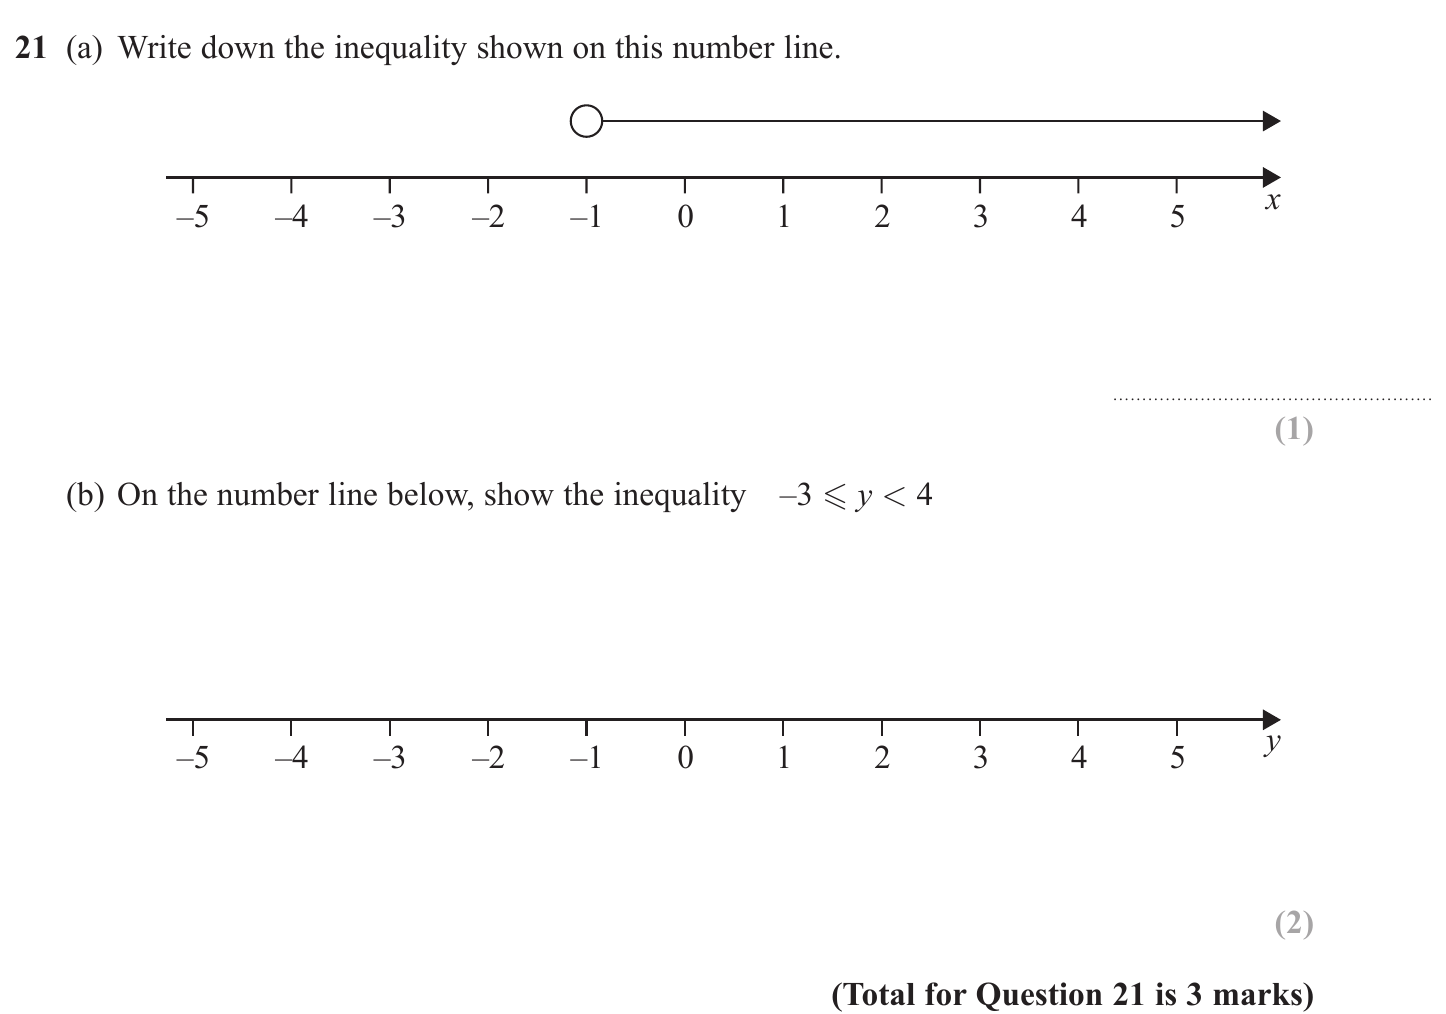 21 (a) Write down the inequality shown on this number line.
–5 –4 –3 –2 –1 0 1 2 3 4 5 x
(1)
(b) On the number line below, show the inequality –3 ⩽ y < 4
–5 –4 –3 –2 –1 0 1 2 3 4 5 y
(2)
(Total for Question 21 is 3 marks)